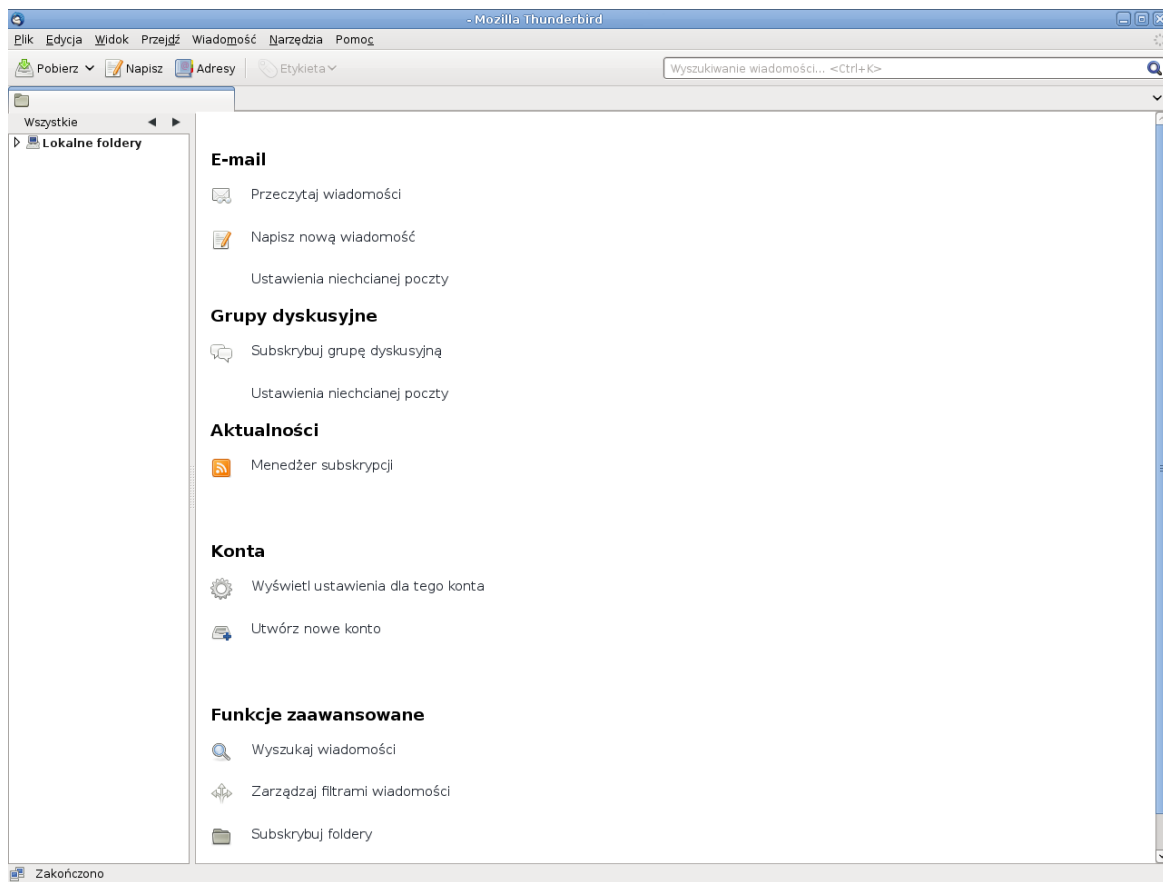 - Mozilla Thunderbird
Plik Edycja Widok Przejdź Wiadomość Narzędzia Pomoc
Pobierz Napisz Adresy Etykieta Wyszukiwanie wiadomości... <Ctrl+K>
Wszystkie
Lokalne foldery
E-mail
Przeczytaj wiadomości
Napisz nową wiadomość
Ustawienia niechcianej poczty
Grupy dyskusyjne
Subskrybuj grupę dyskusyjną
Ustawienia niechcianej poczty
Aktualności
Menedżer subskrypcji
Konta
Wyświetl ustawienia dla tego konta
Utwórz nowe konto
Funkcje zaawansowane
Wyszukaj wiadomości
Zarządzaj filtrami wiadomości
Subskrybuj foldery
Zakończono